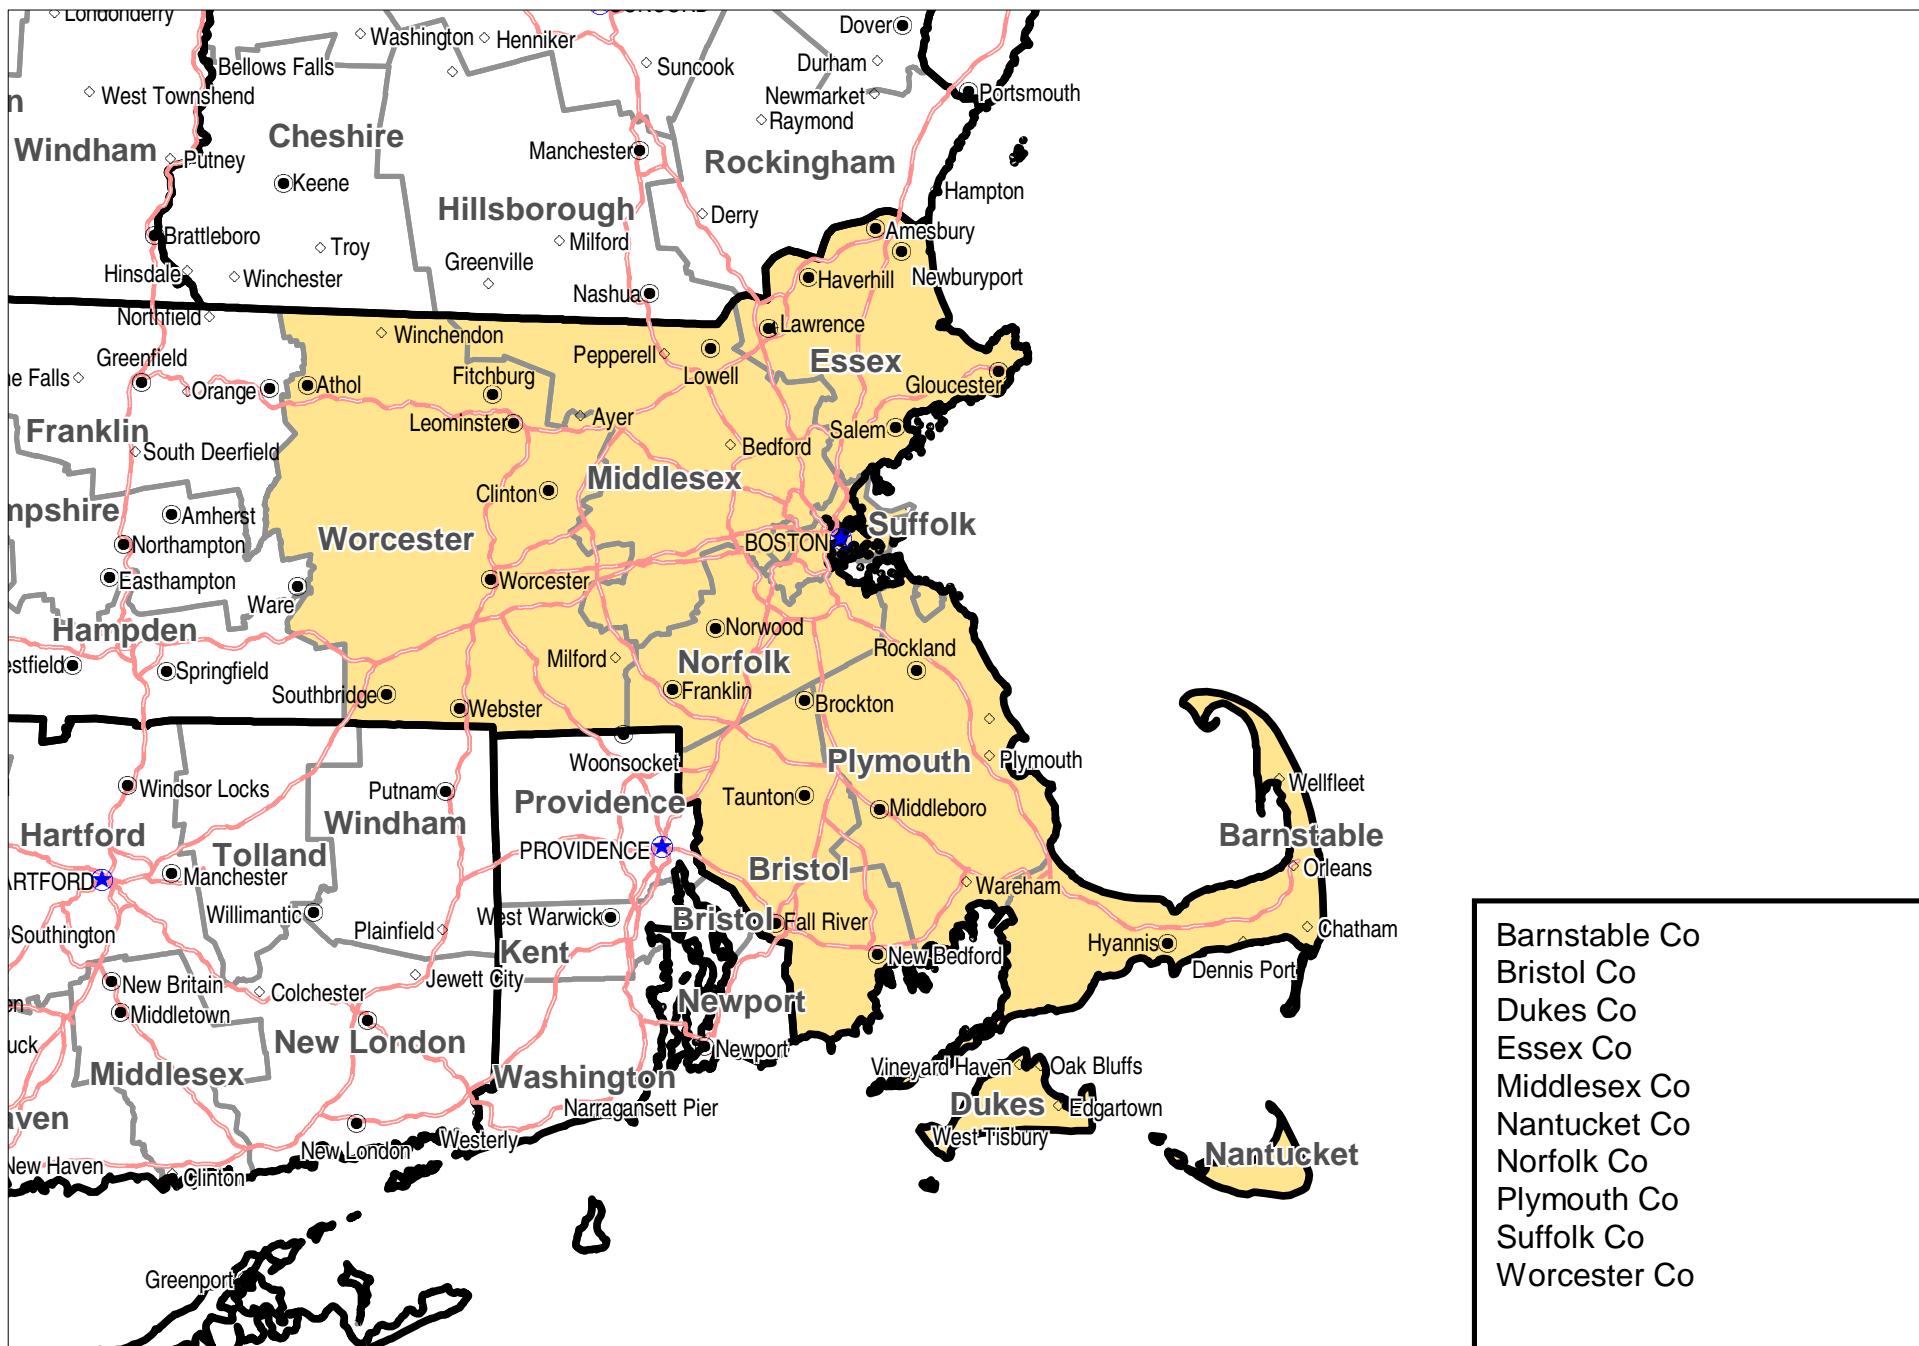 Londonderry
Washington
Henniker
Dover
Bellows Falls
Suncook
Durham
West Townshend
Newmarket
Portsmouth
Raymond
Cheshire
Windham
Putney
Manchester
Rockingham
Keene
Hampton
Hillsborough
Derry
Brattleboro
Troy
Milford
Amesbury
Hinsdale
Winchester
Greenville
Haverhill
Newburyport
Nashua
Northfield
Winchendon
Lawrence
Greenfield
Pepperell
Essex
ne Falls
Orange
Athol
Fitchburg
Lowell
Gloucester
Leominster
Ayer
Salem
Franklin
South Deerfield
Bedford
Middlesex
Clinton
mpshire
Amherst
Suffolk
Northampton
Worcester
BOSTON
Easthampton
Worcester
Ware
Hampden
Norwood
Rockland
estfield
Springfield
Milford
Norfolk
Southbridge
Franklin
Brockton
Webster
Woonsocket
Plymouth
Plymouth
Windsor Locks
Putnam
Providence
Taunton
Middleboro
Wellfleet
Hartford
Windham
Barnstable
Tolland
PROVIDENCE
Bristol
Orleans
ARTFORD
Manchester
Wareham
Willimantic
Plainfield
West Warwick
Bristol
Fall River
Chatham
Southington
Kent
Hyannis
New Bedford
Dennis Port
New Britain
Colchester
Jewett City
Newport
Middletown
New London
Newport
uck
Vineyard Haven
Oak Bluffs
Middlesex
Washington
Dukes
Edgartown
aven
Narragansett Pier
West Tisbury
Westerly
New London
Nantucket
New Haven
Clinton
Greenport
Barnstable Co
Bristol Co
Dukes Co
Essex Co
Middlesex Co
Nantucket Co
Norfolk Co
Plymouth Co
Suffolk Co
Worcester Co